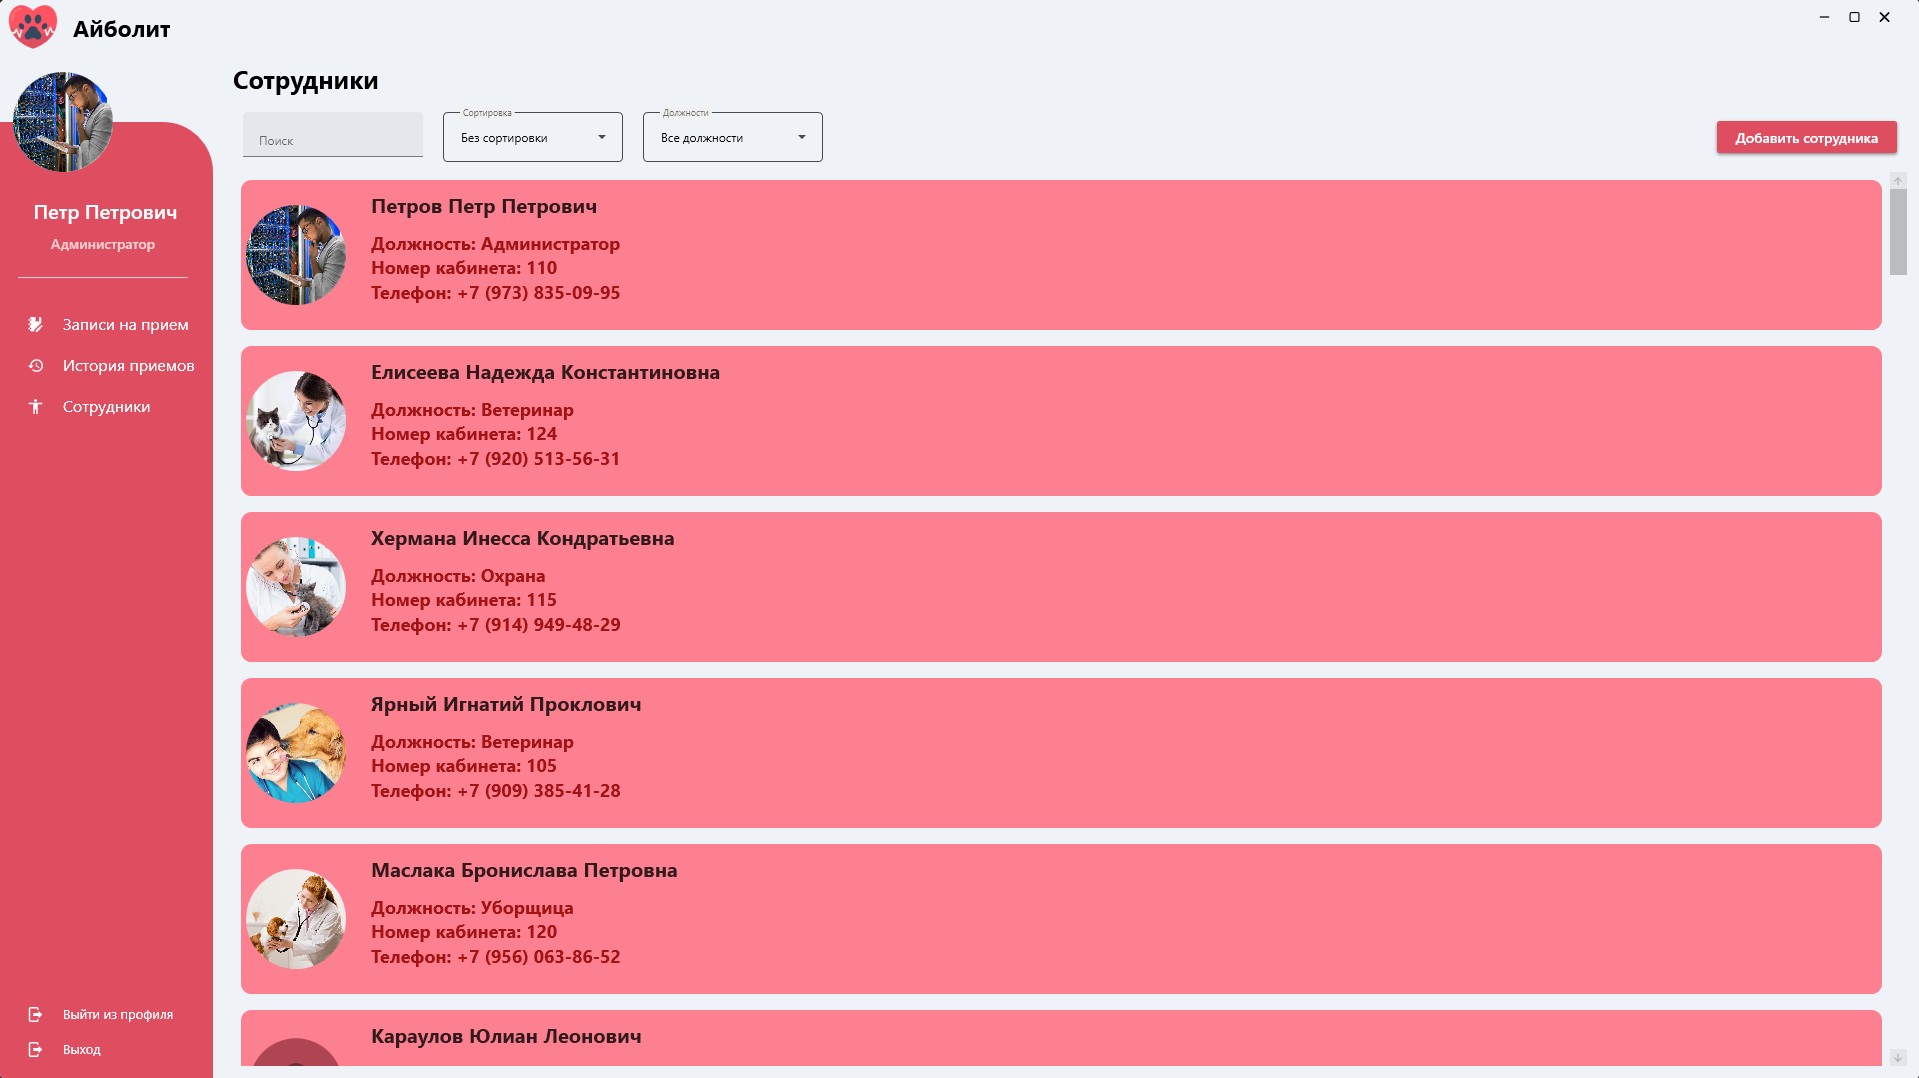 Айболит
Петр Петрович
Администратор
Записи на прием
История приемов
Сотрудники
Выйти из профиля
Выход
Сотрудники
Поиск
Сортировка
Без сортировки
Должности
Все должности
Добавить сотрудника
Петров Петр Петрович
Должность: Администратор
Номер кабинета: 110
Телефон: +7 (973) 835-09-95
Елисеева Надежда Константиновна
Должность: Ветеринар
Номер кабинета: 124
Телефон: +7 (920) 513-56-31
Хермана Инесса Кондратьевна
Должность: Охрана
Номер кабинета: 115
Телефон: +7 (914) 949-48-29
Ярный Игнатий Проклович
Должность: Ветеринар
Номер кабинета: 105
Телефон: +7 (909) 385-41-28
Маслака Бронислава Петровна
Должность: Уборщица
Номер кабинета: 120
Телефон: +7 (956) 063-86-52
Караулов Юлиан Леонович